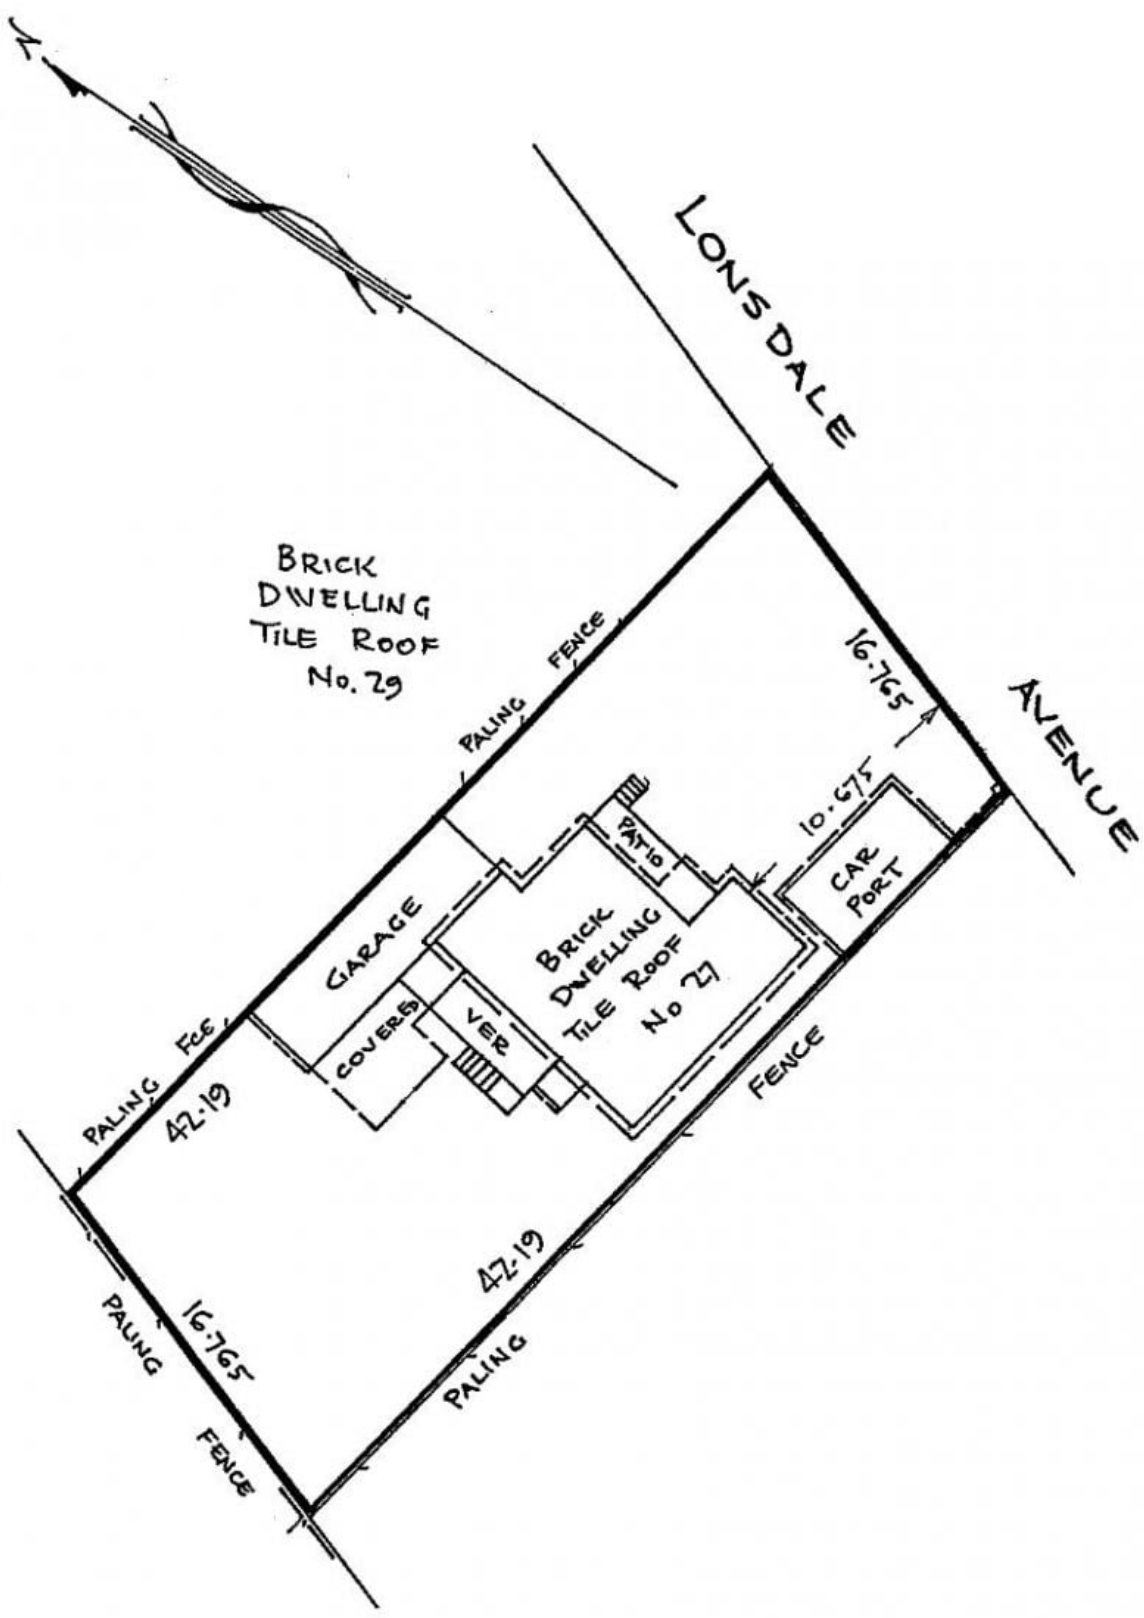 N
LONSDALE
AVENUE
BRICK
DWELLING
TILE ROOF
No. 29
PALING FENCE
16.765
10.675
PATIO
CAR
PORT
BRICK
DWELLING
TILE ROOF
No 27
GARAGE
COVERED
VER
PALING FCE
42.19
PALING FENCE
42.19
16.765
PALING FENCE